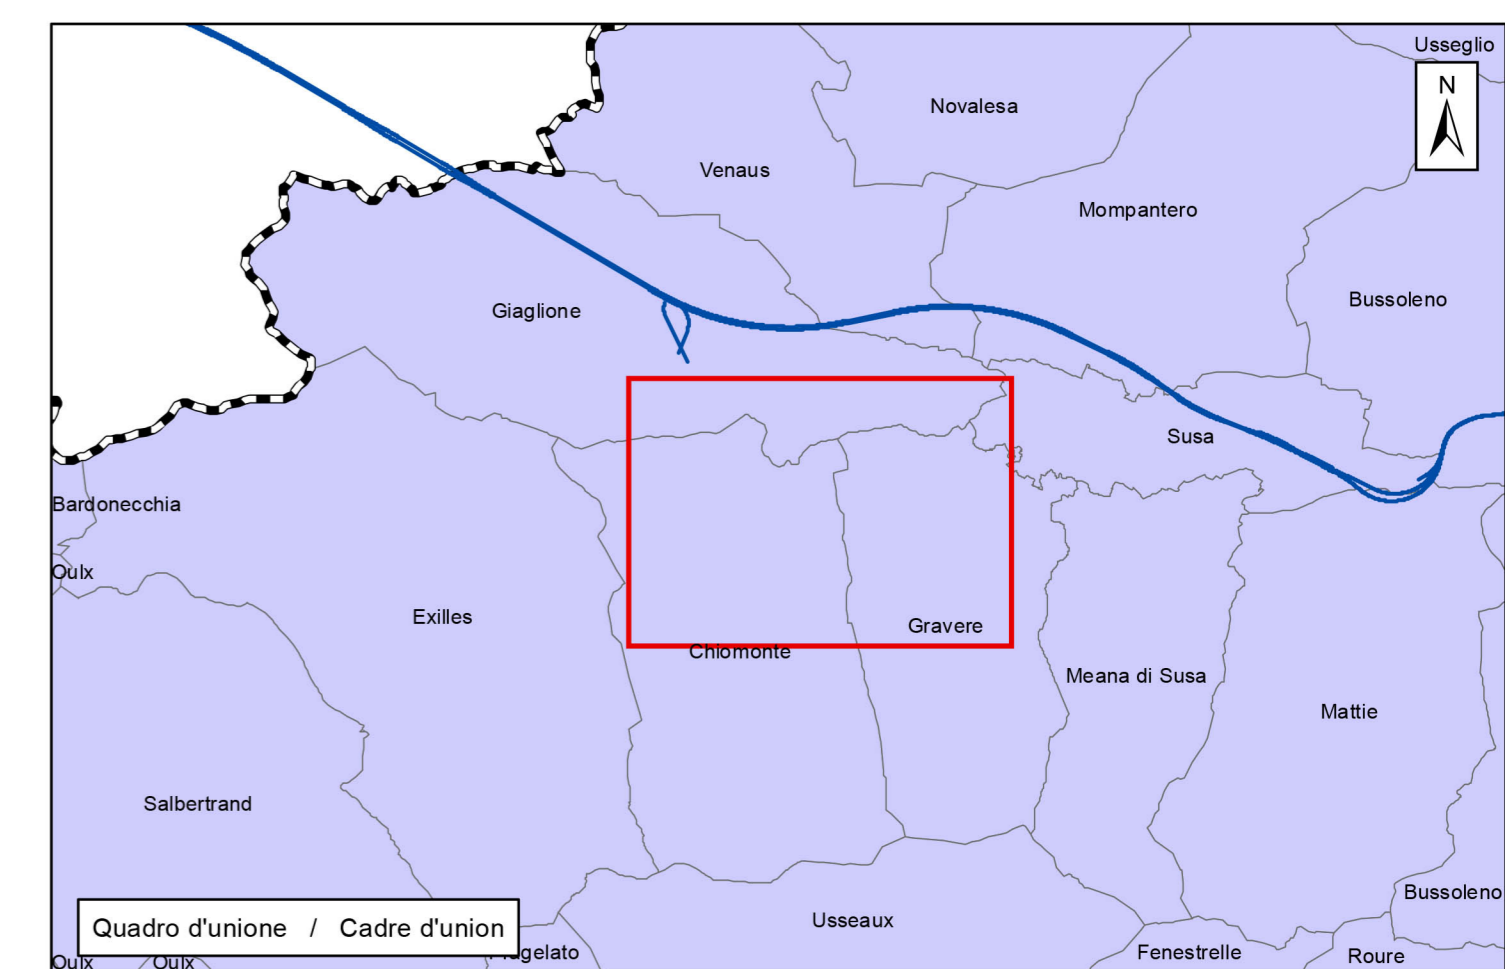 Usseglio
N
Novalesa
Venaus
Mompantero
Bussoleno
Giaglione
Susa
Bardonecchia
Oulx
Exilles
Gravere
Chiomonte
Meana di Susa
Mattie
Salbertrand
Bussoleno
Usseaux
Quadro d'unione / Cadre d'union
Fenestrelle
Roure
Oulx
Oulx